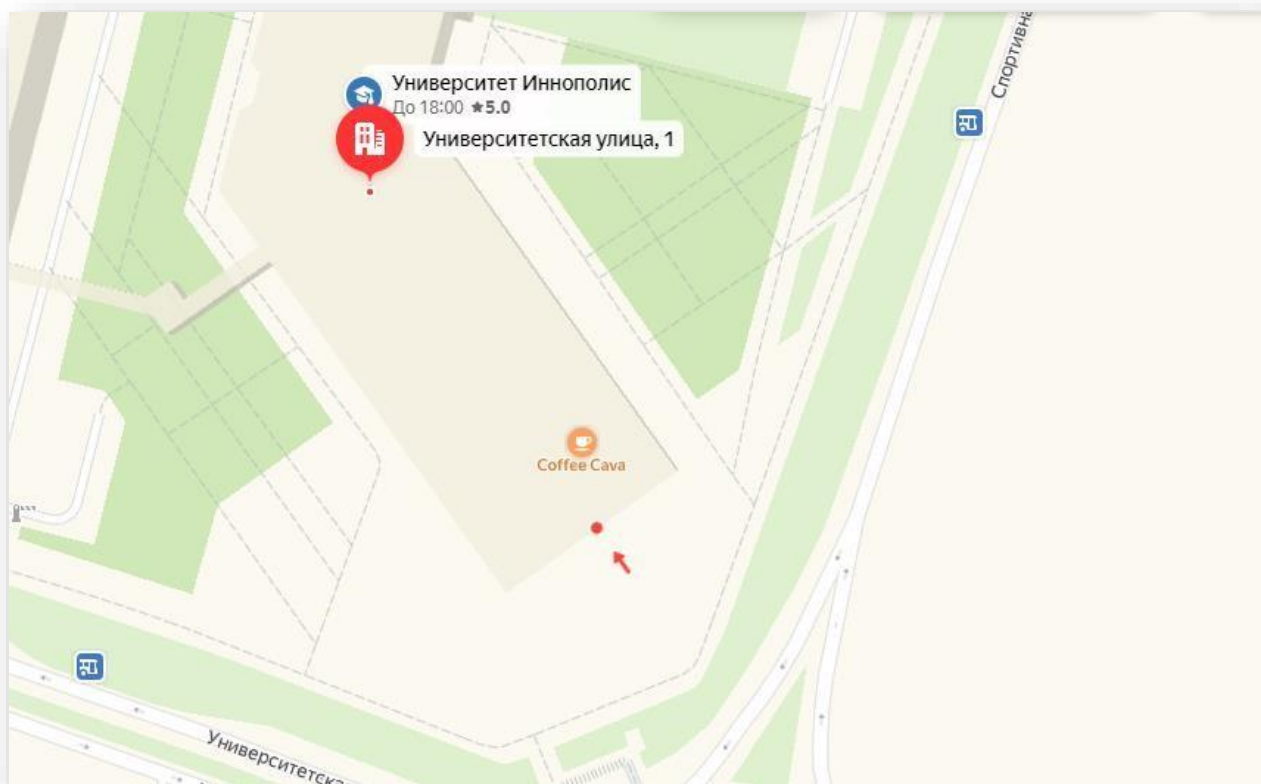 Университет Иннополис
До 18:00 ★5.0
Университетская улица, 1
Спортивна
Coffee Cava
Университетска